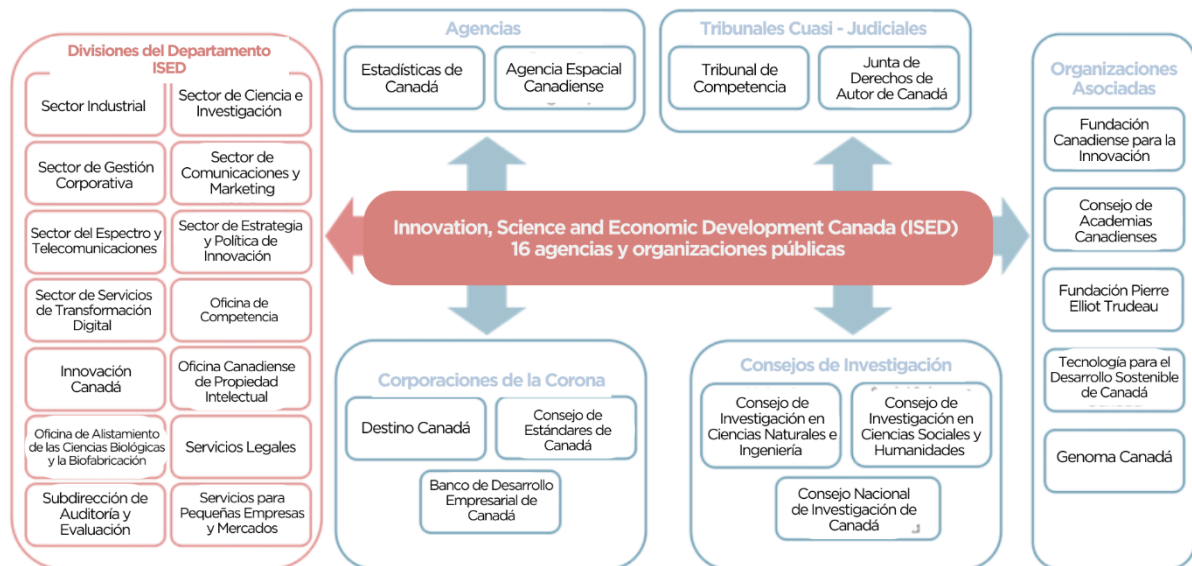 Divisiones del Departamento
ISED
Sector Industrial
Sector de Ciencia e
Investigación
Sector de Gestión
Corporativa
Sector de
Comunicaciones y
Marketing
Sector del Espectro y
Telecomunicaciones
Sector de Estrategia
y Política de
Innovación
Sector de Servicios
de Transformación
Digital
Oficina de
Competencia
Innovación
Canadá
Oficina Canadiense
de Propiedad
Intelectual
Oficina de Alistamiento
de las Ciencias Biológicas
y la Biofabricación
Servicios Legales
Subdirección de
Auditoría y
Evaluación
Servicios para
Pequeñas Empresas
y Mercados
Agencias
Estadísticas de
Canadá
Agencia Espacial
Canadiense
Tribunales Cuasi - Judiciales
Tribunal de
Competencia
Junta de
Derechos de
Autor de Canadá
Innovation, Science and Economic Development Canada (ISED)
16 agencias y organizaciones públicas
Corporaciones de la Corona
Destino Canadá
Consejo de
Estándares de
Canadá
Banco de Desarrollo
Empresarial de
Canadá
Consejos de Investigación
Consejo de
Investigación en
Ciencias Naturales e
Ingeniería
Consejo de
Investigación en
Ciencias Sociales y
Humanidades
Consejo Nacional
de Investigación de
Canadá
Organizaciones
Asociadas
Fundación
Canadiense para la
Innovación
Consejo de
Academias
Canadienses
Fundación Pierre
Elliot Trudeau
Tecnología para el
Desarrollo Sostenible
de Canadá
Genoma Canadá